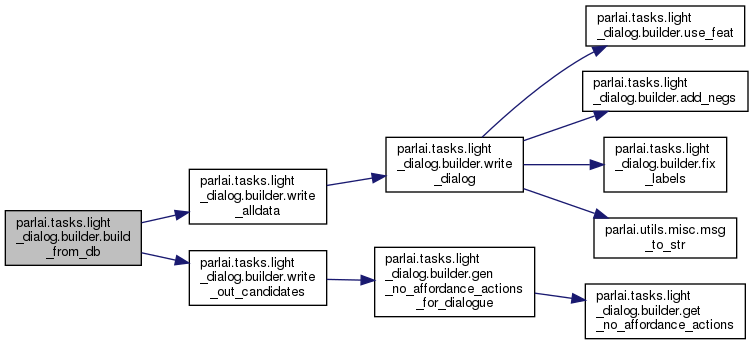 parlai.tasks.light
_dialog.builder.build
_from_db
parlai.tasks.light
_dialog.builder.write
_alldata
parlai.tasks.light
_dialog.builder.write
_out_candidates
parlai.tasks.light
_dialog.builder.write
_dialog
parlai.tasks.light
_dialog.builder.gen
_no_affordance_actions
_for_dialogue
parlai.tasks.light
_dialog.builder.use_feat
parlai.tasks.light
_dialog.builder.add_negs
parlai.tasks.light
_dialog.builder.fix
_labels
parlai.utils.misc.msg
_to_str
parlai.tasks.light
_dialog.builder.get
_no_affordance_actions